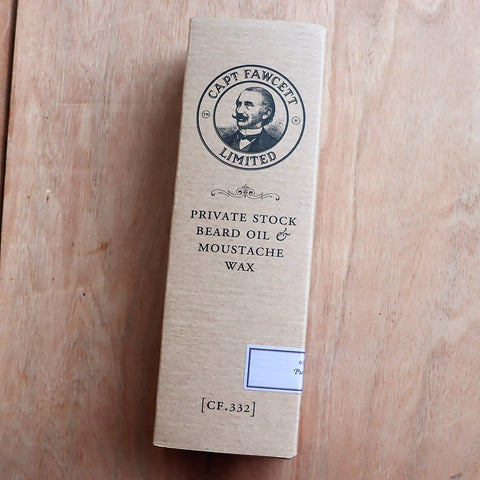 CAPT FAWCETT
LIMITED
PRIVATE STOCK
BEARD OIL &
MOUSTACHE
WAX
[CF.332]